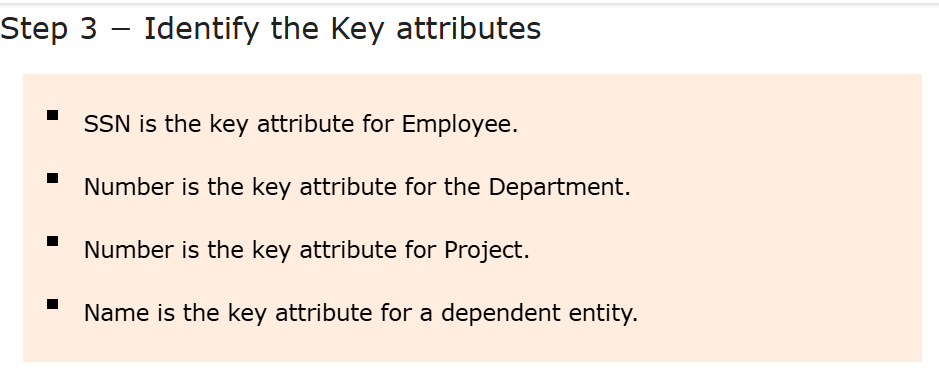 Step 3 − Identify the Key attributes
▪ SSN is the key attribute for Employee.
▪ Number is the key attribute for the Department.
▪ Number is the key attribute for Project.
▪ Name is the key attribute for a dependent entity.